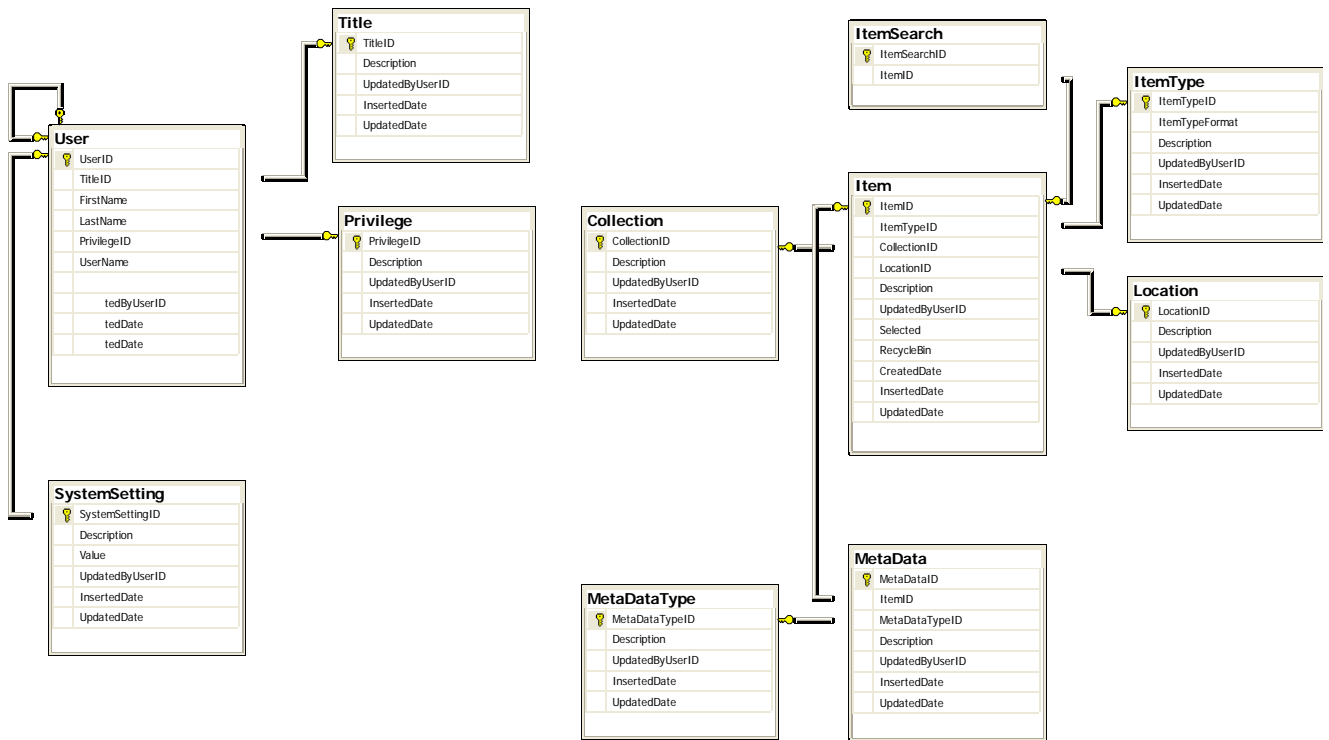 Title
TitleID
Description
UpdatedByUserID
InsertedDate
UpdatedDate
User
UserID
TitleID
FirstName
LastName
PrivilegeID
UserName
tedByUserID
tedDate
tedDate
Privilege
PrivilegeID
Description
UpdatedByUserID
InsertedDate
UpdatedDate
SystemSetting
SystemSettingID
Description
Value
UpdatedByUserID
InsertedDate
UpdatedDate
Collection
CollectionID
Description
UpdatedByUserID
InsertedDate
UpdatedDate
ItemSearch
ItemSearchID
ItemID
Item
ItemID
ItemTypeID
CollectionID
LocationID
Description
UpdatedByUserID
Selected
RecycleBin
CreatedDate
InsertedDate
UpdatedDate
ItemType
ItemTypeID
ItemTypeFormat
Description
UpdatedByUserID
InsertedDate
UpdatedDate
Location
LocationID
Description
UpdatedByUserID
InsertedDate
UpdatedDate
MetaDataType
MetaDataTypeID
Description
UpdatedByUserID
InsertedDate
UpdatedDate
MetaData
MetaDataID
ItemID
MetaDataTypeID
Description
UpdatedByUserID
InsertedDate
UpdatedDate